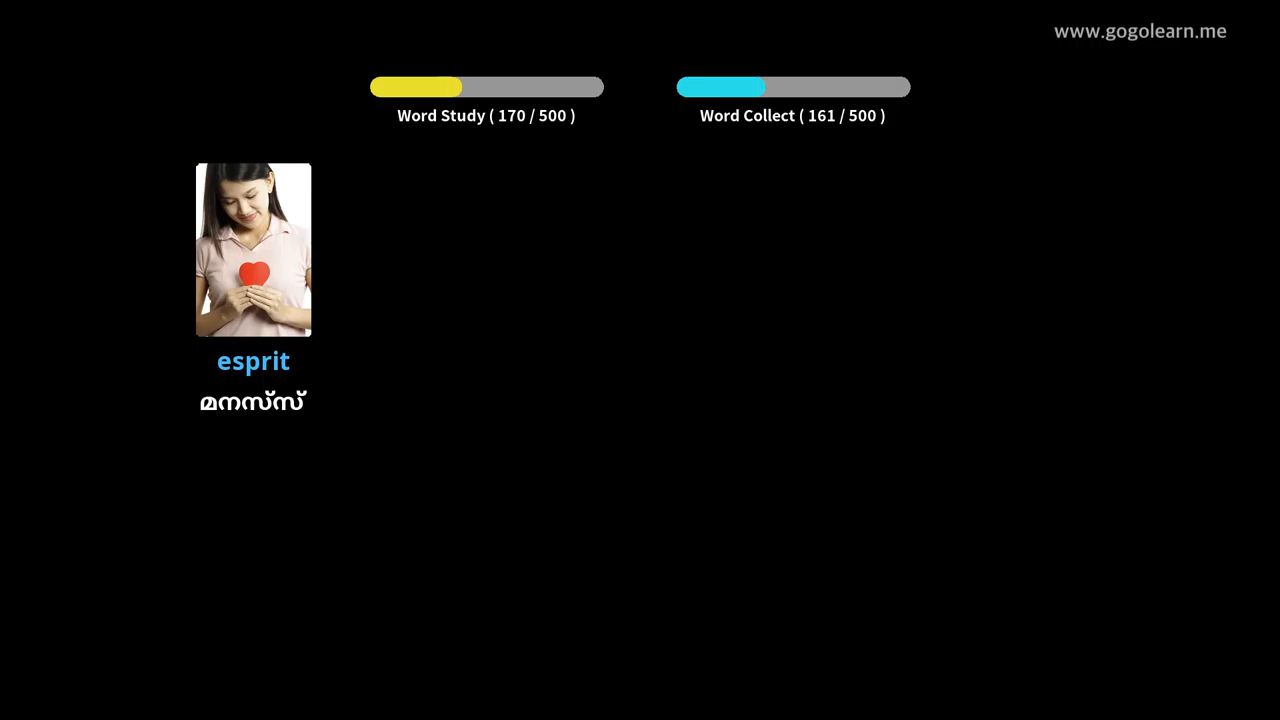 www.gogolearn.me
Word Study ( 170 / 500 )
Word Collect ( 161 / 500 )
esprit
മനസ്സ്